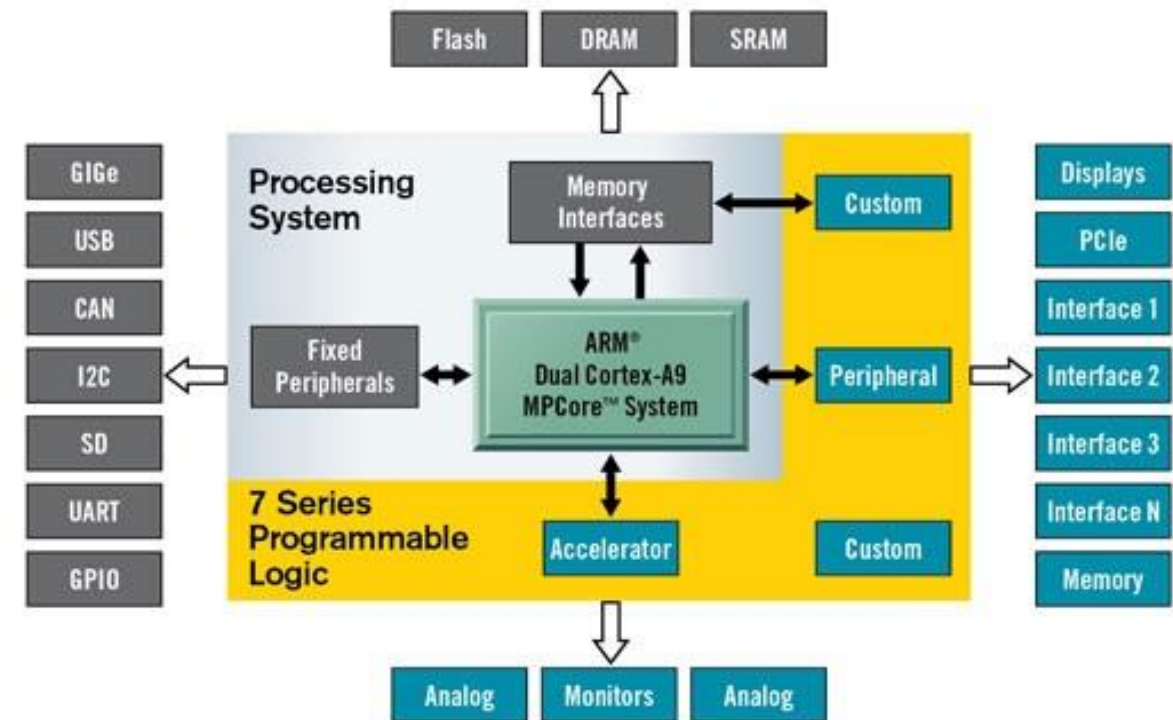 Flash
DRAM
SRAM
GIGe
USB
CAN
I2C
SD
UART
GPIO
Processing
System
Memory
Interfaces
Custom
Fixed
Peripherals
ARM®
Dual Cortex-A9
MPCore™ System
Peripheral
7 Series
Programmable
Logic
Accelerator
Custom
Displays
PCIe
Interface 1
Interface 2
Interface 3
Interface N
Memory
Analog
Monitors
Analog